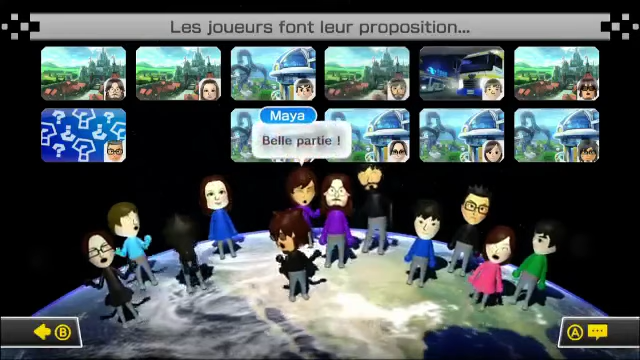 Les joueurs font leur proposition...
Maya
Belle partie !
B
A